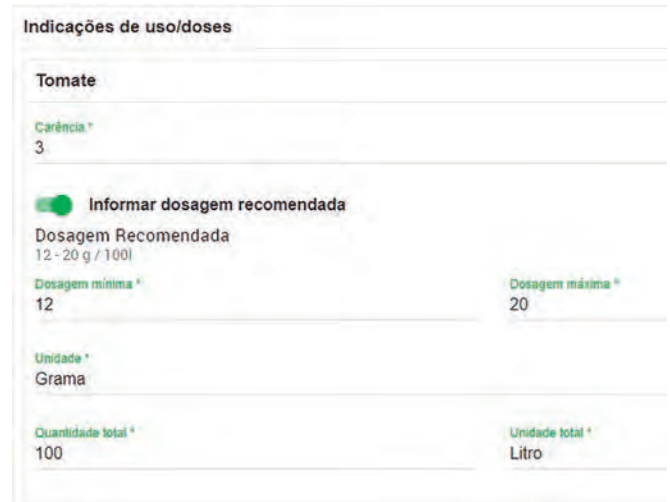 Indicações de uso/doses
Tomate
Carência *
3
Informar dosagem recomendada
Dosagem Recomendada
12 - 20 g / 100l
Dosagem mínima *
Dosagem máxima *
12
20
Unidade *
Grama
Quantidade total *
Unidade total *
100
Litro